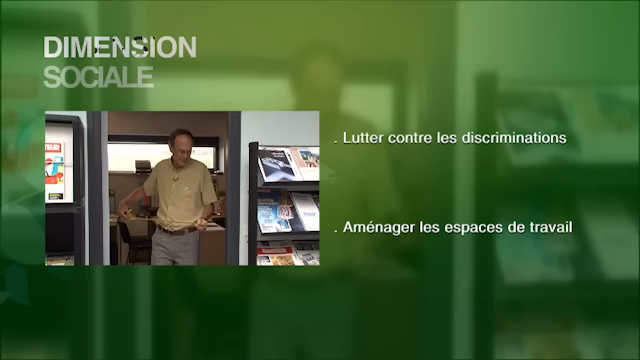 DIMENSION
SOCIALE
. Lutter contre les discriminations
. Aménager les espaces de travail